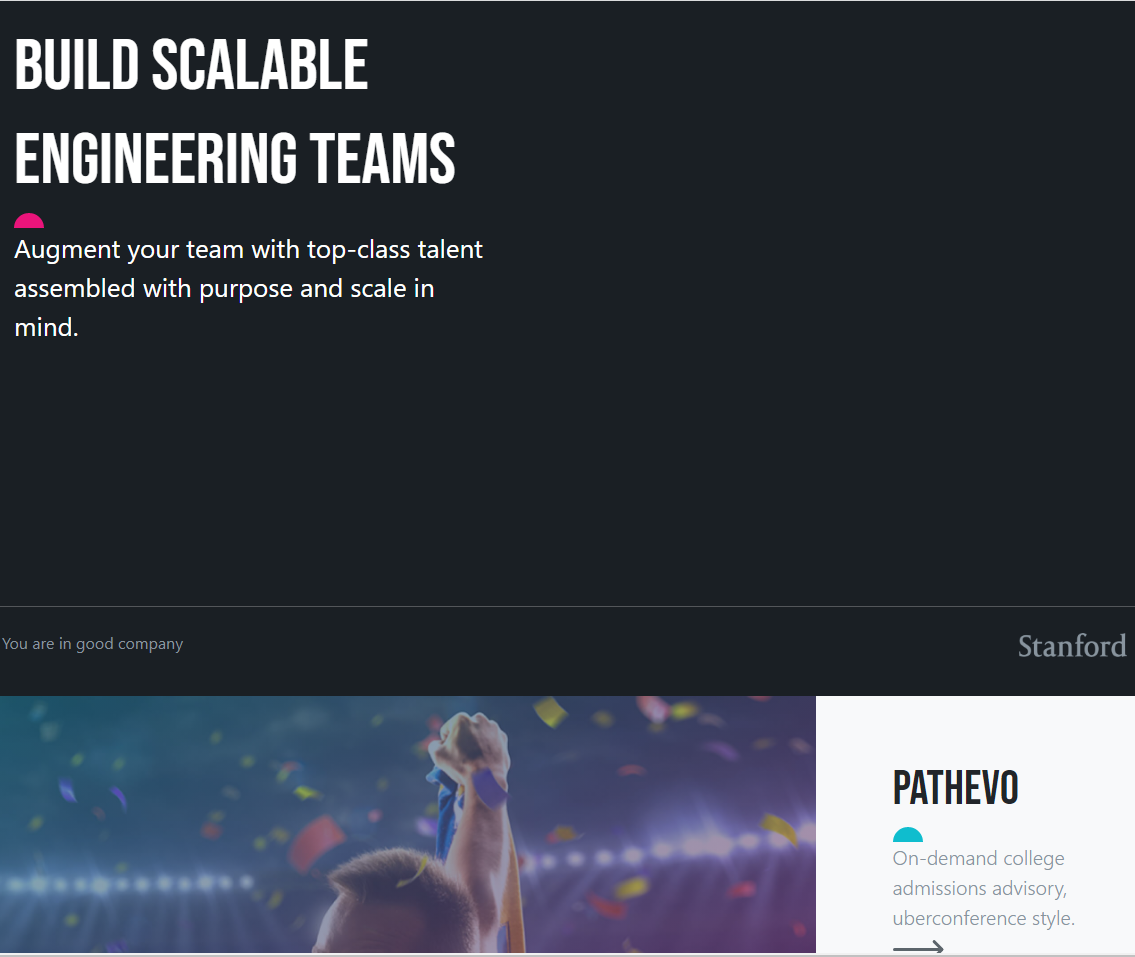 BUILD SCALABLE
ENGINEERING TEAMS
Augment your team with top-class talent
assembled with purpose and scale in
mind.
You are in good company
Stanford
PATHEVO
On-demand college
admissions advisory,
uberconference style.